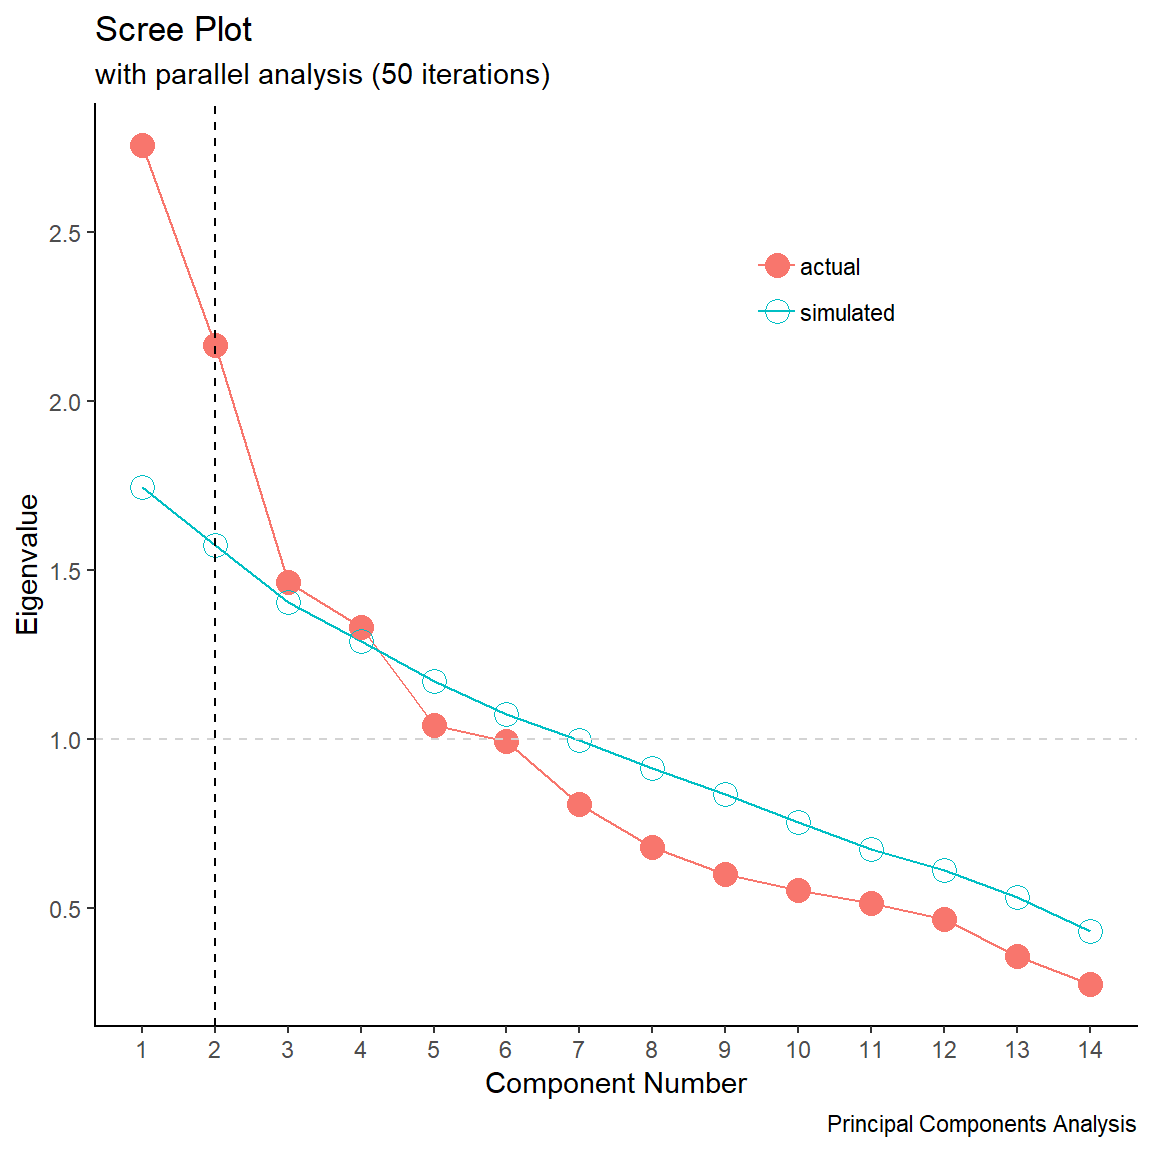 Scree Plot
with parallel analysis (50 iterations)
Eigenvalue
2.5
2.0
1.5
1.0
0.5
actual
simulated
1 2 3 4 5 6 7 8 9 10 11 12 13 14
Component Number
Principal Components Analysis